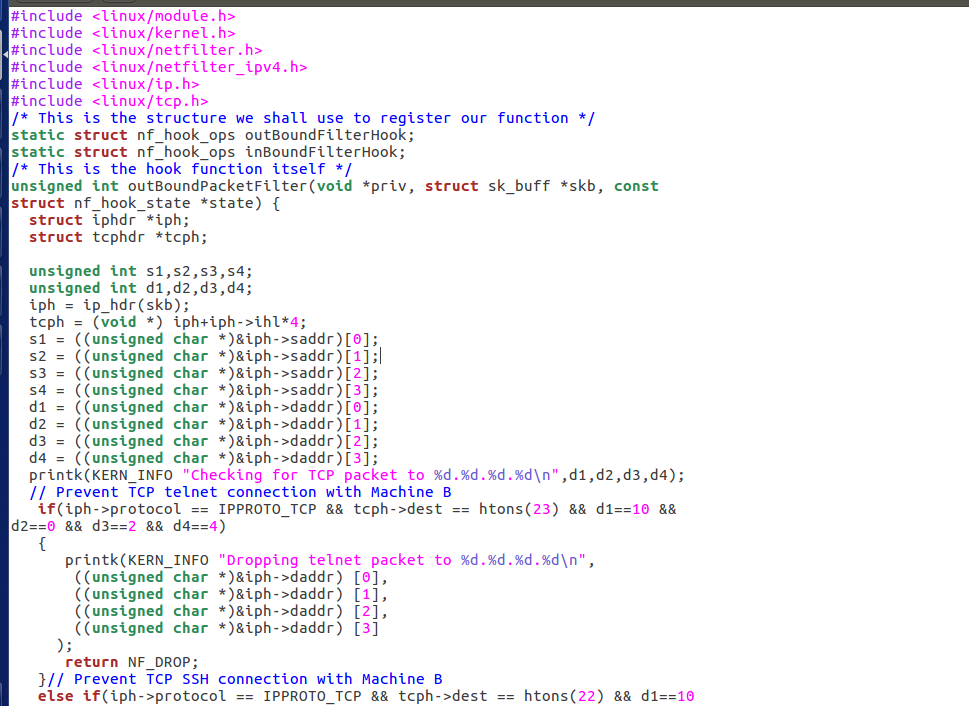 #include <linux/module.h>
#include <linux/kernel.h>
#include <linux/netfilter.h>
#include <linux/netfilter_ipv4.h>
#include <linux/ip.h>
#include <linux/tcp.h>
/* This is the structure we shall use to register our function */
static struct nf_hook_ops outBoundFilterHook;
static struct nf_hook_ops inBoundFilterHook;
/* This is the hook function itself */
unsigned int outBoundPacketFilter(void *priv, struct sk_buff *skb, const
struct nf_hook_state *state) {
  struct iphdr *iph;
  struct tcphdr *tcph;

  unsigned int s1,s2,s3,s4;
  unsigned int d1,d2,d3,d4;
  iph = ip_hdr(skb);
  tcph = (void *) iph+iph->ihl*4;
  s1 = ((unsigned char *)&iph->saddr)[0];
  s2 = ((unsigned char *)&iph->saddr)[1];
  s3 = ((unsigned char *)&iph->saddr)[2];
  s4 = ((unsigned char *)&iph->saddr)[3];
  d1 = ((unsigned char *)&iph->daddr)[0];
  d2 = ((unsigned char *)&iph->daddr)[1];
  d3 = ((unsigned char *)&iph->daddr)[2];
  d4 = ((unsigned char *)&iph->daddr)[3];
  printk(KERN_INFO "Checking for TCP packet to %d.%d.%d.%d\n",d1,d2,d3,d4);
  // Prevent TCP telnet connection with Machine B
   if(iph->protocol == IPPROTO_TCP && tcph->dest == htons(23) && d1==10 &&
d2==0 && d3==2 && d4==4)
   {
      printk(KERN_INFO "Dropping telnet packet to %d.%d.%d.%d\n",
       ((unsigned char *)&iph->daddr) [0],
       ((unsigned char *)&iph->daddr) [1],
       ((unsigned char *)&iph->daddr) [2],
       ((unsigned char *)&iph->daddr) [3]
     );
      return NF_DROP;
   }// Prevent TCP SSH connection with Machine B
   else if(iph->protocol == IPPROTO_TCP && tcph->dest == htons(22) && d1==10